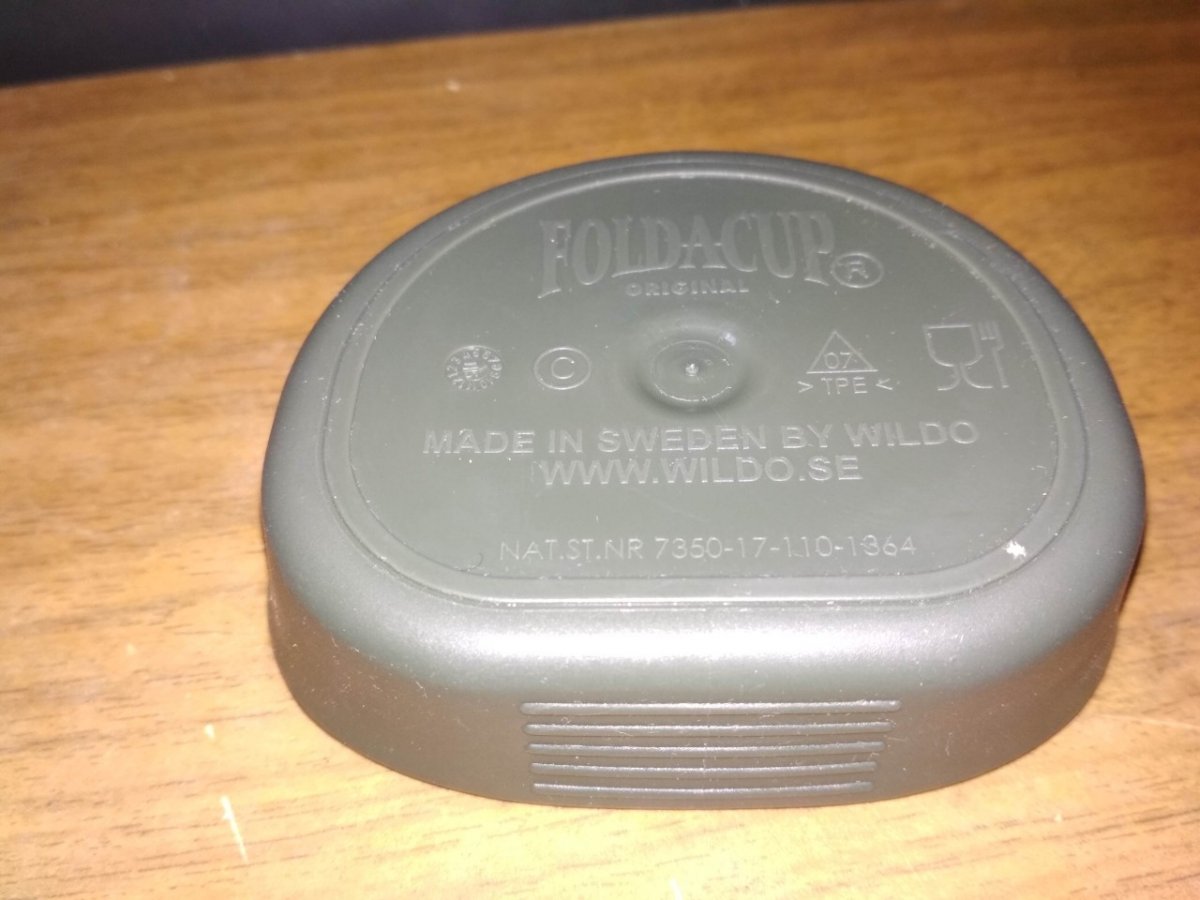 FOLDACUP®
ORIGINAL
©
07
> TPE <
MADE IN SWEDEN BY WILDO
WWW.WILDO.SE
NAT.ST.NR 7350-17-110-1364